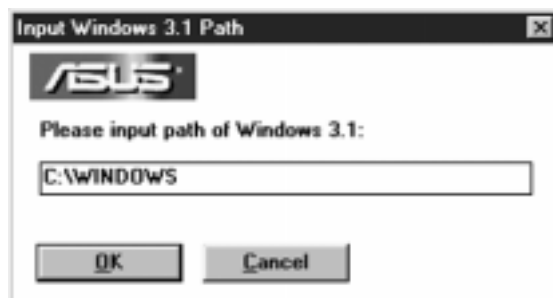 Input Windows 3.1 Path
ASUS
Please input path of Windows 3.1:
C:\WINDOWS
OK
Cancel